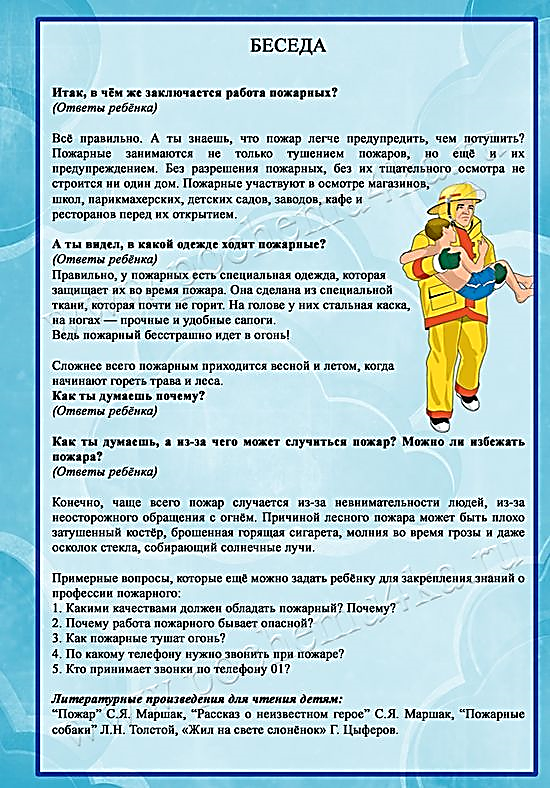 БЕСЕДА
Итак, в чём же заключается работа пожарных?
(Ответы ребёнка)
Всё правильно. А ты знаешь, что пожар легче предупредить, чем потушить?
Пожарные занимаются не только тушением пожаров, но ещё и их
предупреждением. Без разрешения пожарных, без их тщательного осмотра не
строится ни один дом. Пожарные участвуют в осмотре магазинов,
школ, парикмахерских, детских садов, заводов, кафе и
ресторанов перед их открытием.
А ты видел, в какой одежде ходят пожарные?
(Ответы ребёнка)
Правильно, у пожарных есть специальная одежда, которая
защищает их во время пожара. Она сделана из специальной
ткани, которая почти не горит. На голове у них стальная каска,
на ногах — прочные и удобные сапоги.
Ведь пожарный бесстрашно идет в огонь!
Сложнее всего пожарным приходится весной и летом, когда
начинают гореть трава и леса.
Как ты думаешь почему?
(Ответы ребёнка)
Как ты думаешь, а из-за чего может случиться пожар? Можно ли избежать
пожара?
(Ответы ребёнка)
Конечно, чаще всего пожар случается из-за невнимательности людей, из-за
неосторожного обращения с огнём. Причиной лесного пожара может быть плохо
затушенный костёр, брошенная горящая сигарета, молния во время грозы и даже
осколок стекла, собирающий солнечные лучи.
Примерные вопросы, которые ещё можно задать ребёнку для закрепления знаний о
профессии пожарного:
1. Какими качествами должен обладать пожарный? Почему?
2. Почему работа пожарного бывает опасной?
3. Как пожарные тушат огонь?
4. По какому телефону нужно звонить при пожаре?
5. Кто принимает звонки по телефону 01?
Литературные произведения для чтения детям:
“Пожар” С.Я. Маршак, “Рассказ о неизвестном герое” С.Я. Маршак, “Пожарные
собаки” Л.Н. Толстой, «Жил на свете слонёнок» Г. Цыферов.
www.pochemu4ka.ru
www.pochemu4ka.ru